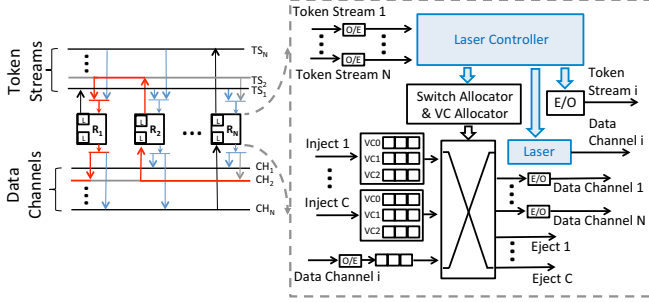 Token Streams
TS_N
TS_2
TS_1
L
L
R_1
L
L
R_2
L
L
R_N
Data Channels
CH_1
CH_2
CH_N
Token Stream 1
O/E
O/E
Token Stream N
Laser Controller
Switch Allocator
& VC Allocator
E/O
Token
Stream i
Data
Channel i
Laser
Inject 1
VC0
VC1
VC2
Inject C
VC0
VC1
VC2
Data Channel i
O/E
E/O
Data Channel 1
E/O
Data Channel N
Eject 1
Eject C